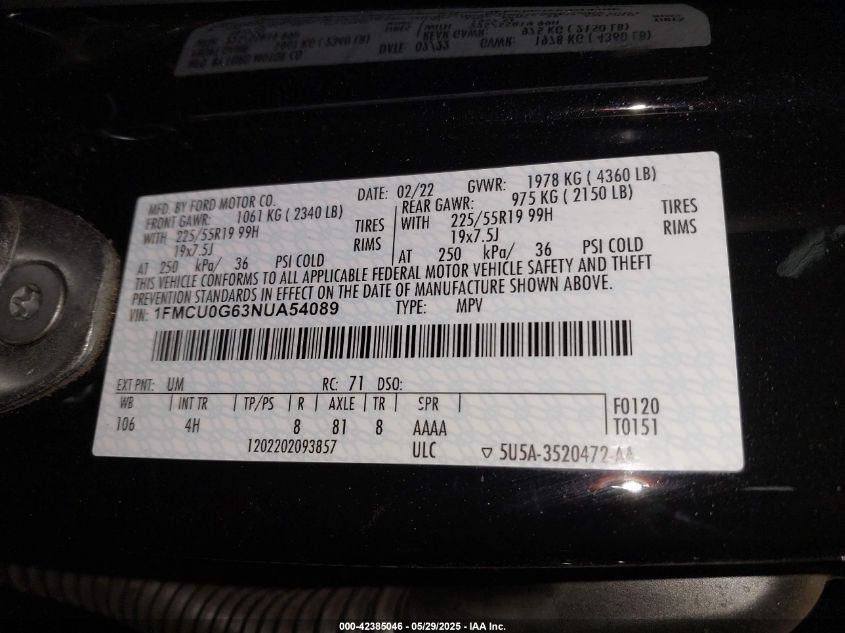 MFD. BY FORD MOTOR CO. DATE: 02/22 GVWR: 1978 KG ( 4360 LB)
FRONT GAWR: 1061 KG ( 2340 LB) REAR GAWR: 975 KG ( 2150 LB)
WITH 225/55R19 99H TIRES WITH 225/55R19 99H TIRES
19x7.5J RIMS 19x7.5J RIMS
AT 250 kPa/ 36 PSI COLD AT 250 kPa/ 36 PSI COLD
THIS VEHICLE CONFORMS TO ALL APPLICABLE FEDERAL MOTOR VEHICLE SAFETY AND THEFT
PREVENTION STANDARDS IN EFFECT ON THE DATE OF MANUFACTURE SHOWN ABOVE.
VIN: 1FMCU0G63NUA54089 TYPE: MPV
EXT PNT: UM RC: 71 DSO:
WB INT TR TP/PS R AXLE TR SPR F0120
106 4H 8 81 8 AAAA T0151
1202202093857 ULC 5U5A-3520472-AA
000-42385046 - 05/29/2025 - IAA Inc.